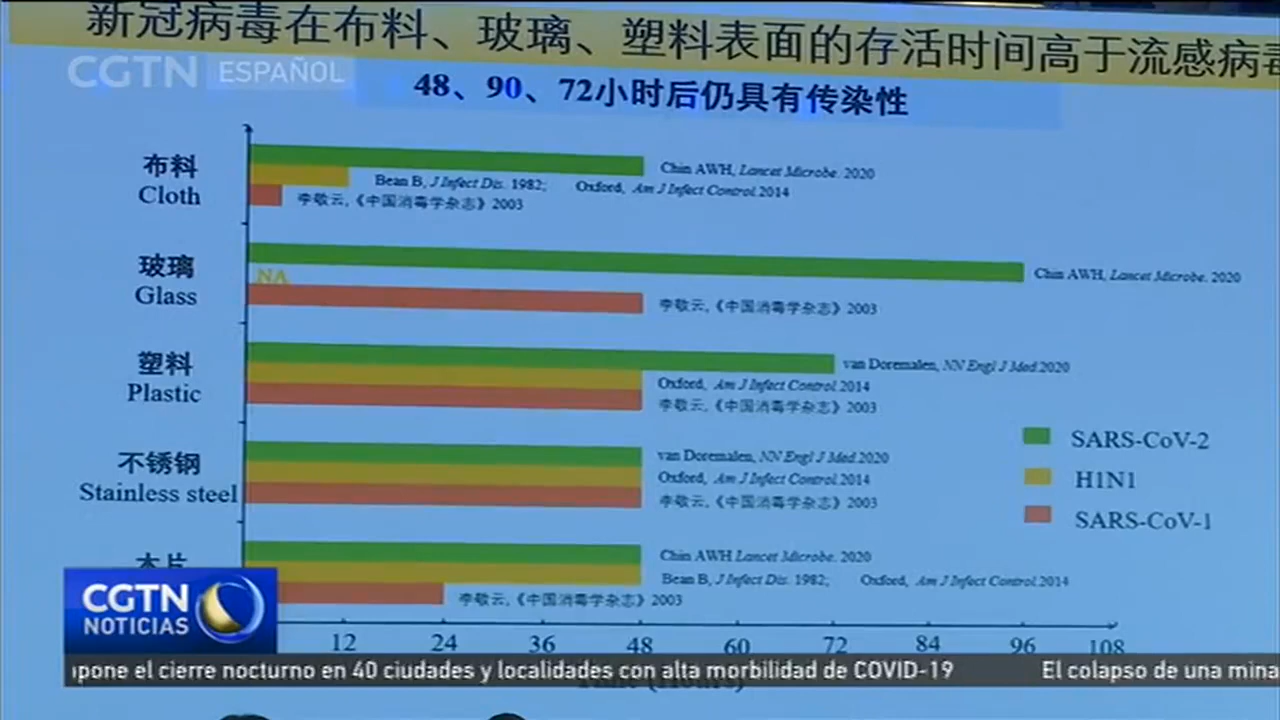 新冠病毒在布料、玻璃、塑料表面的存活时间高于流感病毒
CGTN ESPAÑOL
48、90、72小时后仍具有传染性
布料
Cloth
Chin AWH, Lancet Microbe. 2020
Bean B, J Infect Dis. 1982; Oxford, Am J Infect Control 2014
李敬云,《中国消毒学杂志》2003
玻璃
Glass
NA
Chin AWH, Lancet Microbe. 2020
李敬云,《中国消毒学杂志》2003
塑料
Plastic
van Doremalen, NN Engl J Med 2020
Oxford, Am J Infect Control 2014
李敬云,《中国消毒学杂志》2003
不锈钢
Stainless steel
van Doremalen, NN Engl J Med 2020
Oxford, Am J Infect Control 2014
李敬云,《中国消毒学杂志》2003
SARS-CoV-2
H1N1
SARS-CoV-1
木片
Chin AWH Lancet Microbe. 2020
Bean B, J Infect Dis. 1982; Oxford, Am J Infect Control 2014
李敬云,《中国消毒学杂志》2003
12 24 36 48 60 72 84 96 108
CGTN
NOTICIAS
pone el cierre nocturno en 40 ciudades y localidades con alta morbilidad de COVID-19 El colapso de una mina